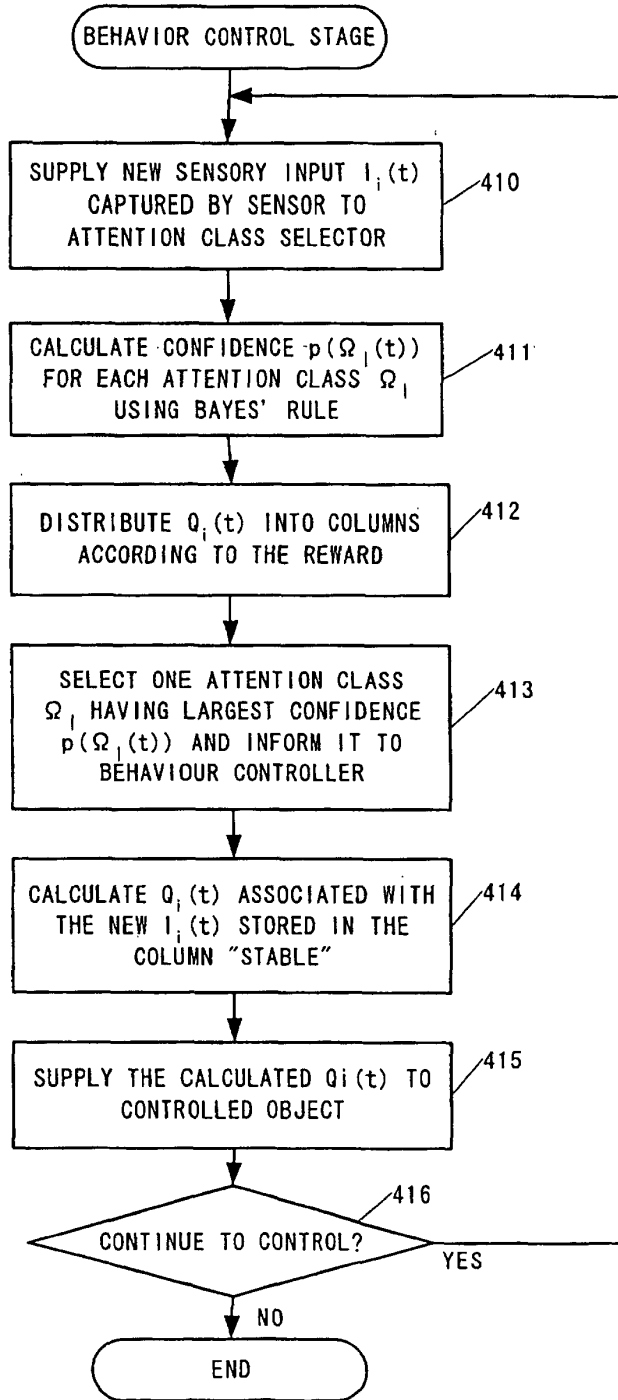 BEHAVIOR CONTROL STAGE
SUPPLY NEW SENSORY INPUT I_i(t)
CAPTURED BY SENSOR TO
ATTENTION CLASS SELECTOR
410
CALCULATE CONFIDENCE p(Ω_l(t))
FOR EACH ATTENTION CLASS Ω_l
USING BAYES' RULE
411
DISTRIBUTE Q_i(t) INTO COLUMNS
ACCORDING TO THE REWARD
412
SELECT ONE ATTENTION CLASS
Ω_l HAVING LARGEST CONFIDENCE
p(Ω_l(t)) AND INFORM IT TO
BEHAVIOUR CONTROLLER
413
CALCULATE Q_i(t) ASSOCIATED WITH
THE NEW I_i(t) STORED IN THE
COLUMN "STABLE"
414
SUPPLY THE CALCULATED Qi(t) TO
CONTROLLED OBJECT
415
416
CONTINUE TO CONTROL?
YES
NO
END